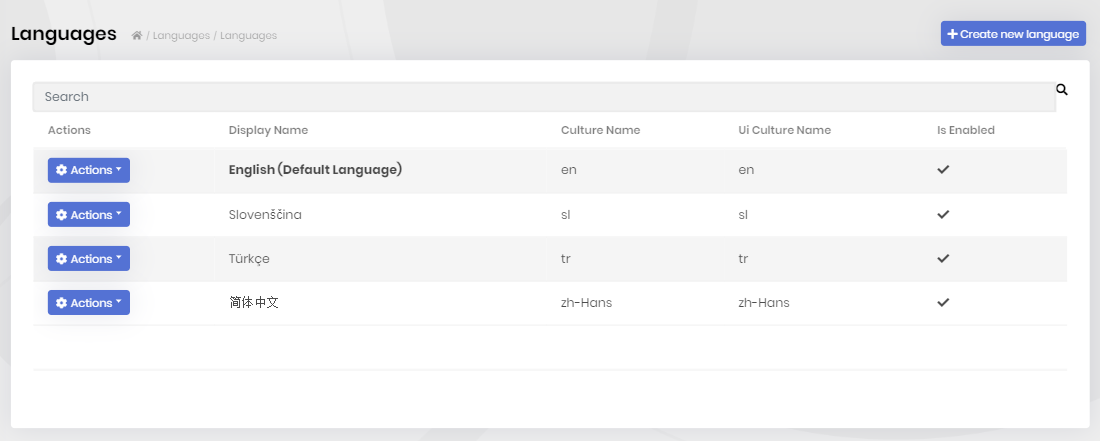 Languages / Languages / Languages + Create new language
Search
Actions Display Name Culture Name Ui Culture Name Is Enabled
Actions English (Default Language) en en
Actions Slovenščina sl sl
Actions Türkçe tr tr
Actions 简体中文 zh-Hans zh-Hans